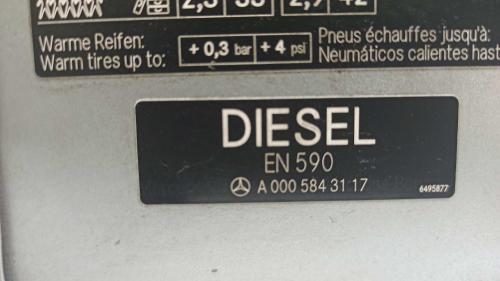 Warme Reifen:
Warm tires up to:
+ 0,3 bar + 4 psi
Pneus échauffes jusqu'à:
Neumáticos calientes hast
DIESEL
EN 590
A 000 584 31 17
6495877